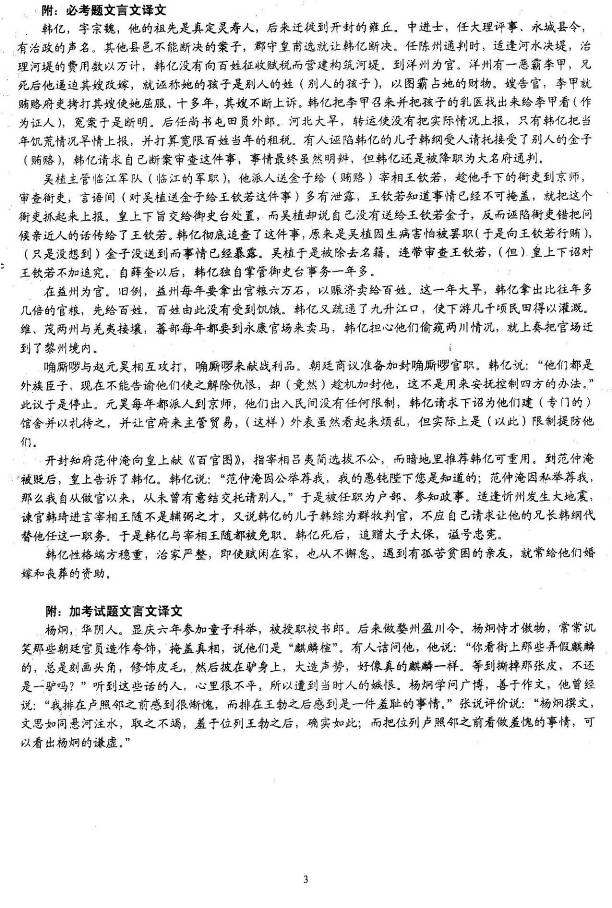 附：必考题文言文译文
韩亿，字宗魏，他的祖先是真定灵寿人，后来迁徙到开封的雍丘。中进士，任大理评事、永城县令，
有治政的声名。其他县邑不能断决的案子，郡守皇甫选就让韩亿断决。任陈州通判时，适逢河水决堤，治
理河堤的费用数以万计，韩亿没有向百姓征收赋税而营建构筑河堤。到洋州为官。洋州有一恶霸李甲，兄
死后他逼迫其嫂改嫁，就诬称她的孩子是别人的姓（别人的孩子），以图霸占她的财物。嫂告官，李甲就
贿赂府吏拷打其嫂使她屈服，十多年，其嫂不断上诉。韩亿把李甲召来并把孩子的乳医找出来给李甲看（作
为证人），冤案于是断明。后任尚书屯田员外郎。河北大旱，转运使没有把实际情况上报，只有韩亿把当
年饥荒情况旱情上报，并打算宽限百姓当年的租税。有人诬陷韩亿的儿子韩纲受人请托接受了别人的金子
（贿赂），韩亿请求自己断案审查这件事，事情最终虽然明辨，但韩亿还是被降职为大名府通判。
吴植主管临江军队（临江的军职），他派人送金子给（贿赂）宰相王钦若，趁他手下的衙吏到京师，
审查衙吏，言语间（对吴植送金子给王钦若这件事）多有泄露，王钦若知道事情已经不可掩盖，就把这个
衙吏抓起来上报。皇上下旨交给御史台处置，而吴植却说自己没有送给王钦若金子，反而诬陷衙吏错把问
候亲近人的话传给了王钦若。韩亿彻底追查了这件事，原来是吴植因生病害怕被罢职（于是向王钦若行贿），
（只是没想到）金子没送到而事情已经暴露。吴植于是被除去名籍。连带审查王钦若，（但）皇上下诏对
王钦若不加追究。自薛奎以后，韩亿独自掌管御史台事务一年多。
在益州为官。旧例，益州每年要拿出官粮六万石，以赈济卖给百姓。这一年大旱，韩亿拿出比往年多
几倍的官粮，先给百姓，百姓由此没有受到饥饿。韩亿又疏通了九升江口，使下游几千顷民田得以灌溉。
维、茂两州与羌夷接壤，蕃部每年都要到永康官场来卖马，韩亿担心他们偷窥两川情况，就上奏把官场迁
到了黎州境内。
唃厮啰与赵元昊相互攻打，唃厮啰来献战利品。朝廷商议准备加封唃厮啰官职。韩亿说：“他们都是
外族臣子，现在不能告谕他们使之解除仇恨，却（竟然）趁机加封他，这不是用来安抚控制四方的办法。”
此议于是停止。元昊每年都派人到京师，他们出入民间没有任何限制，韩亿请求下诏为他们建（专门的）
馆舍并以礼待之，并让官府来主管贸易，（这样）外表虽然看起来烦乱，但实际上是（以此）限制提防他
们。
开封知府范仲淹向皇上献《百官图》，指宰相吕夷简选拔不公，而暗地里推荐韩亿可重用。到范仲淹
被贬后，皇上告诉了韩亿。韩亿说：“范仲淹因公举荐我，我的愚钝陛下您是知道的；范仲淹因私举荐我，
那么我自从做官以来，从未曾有意结交托请别人。”于是被任职为户部、参知政事。适逢忻州发生大地震，
谏官韩琦进言宰相王随不是辅弼之才，又说韩亿的儿子韩综为群牧判官，不应自己请求让他的兄长韩纲代
替他任这一职务。于是韩亿与宰相王随都被免职。韩亿死后，追赠太子太保，谥号忠宪。
韩亿性格端方稳重，治家严整，即使赋闲在家，也从不懈怠。遇到有孤苦贫困的亲友，就常给他们婚
嫁和丧葬的资助。
附：加考试题文言文译文
杨炯，华阴人。显庆六年参加童子科举，被授职校书郎。后来做婺州盈川令。杨炯恃才傲物，常常讥
笑那些朝廷官员造作夸饰，掩盖真相，说他们是“麒麟楦”。有人诘问他，他说：“你看街上那些弄假麒麟
的，总是刻画头角，修饰皮毛，然后披在驴身上，大造声势，好像真的麒麟一样。等到撕掉那张皮，不还
是一驴吗？”听到这些话的人，心里很不平，所以遭到当时人的嫉恨。杨炯学问广博，善于作文，他曾经
说：“我排在卢照邻之前感到很惭愧，而排在王勃之后感到是一件羞耻的事情。”张说评价说：“杨炯撰文，
文思如同悬河注水，取之不竭，羞于位列王勃之后，确实如此；而把位列卢照邻之前看做羞愧的事情，可
以看出杨炯的谦虚。”
3